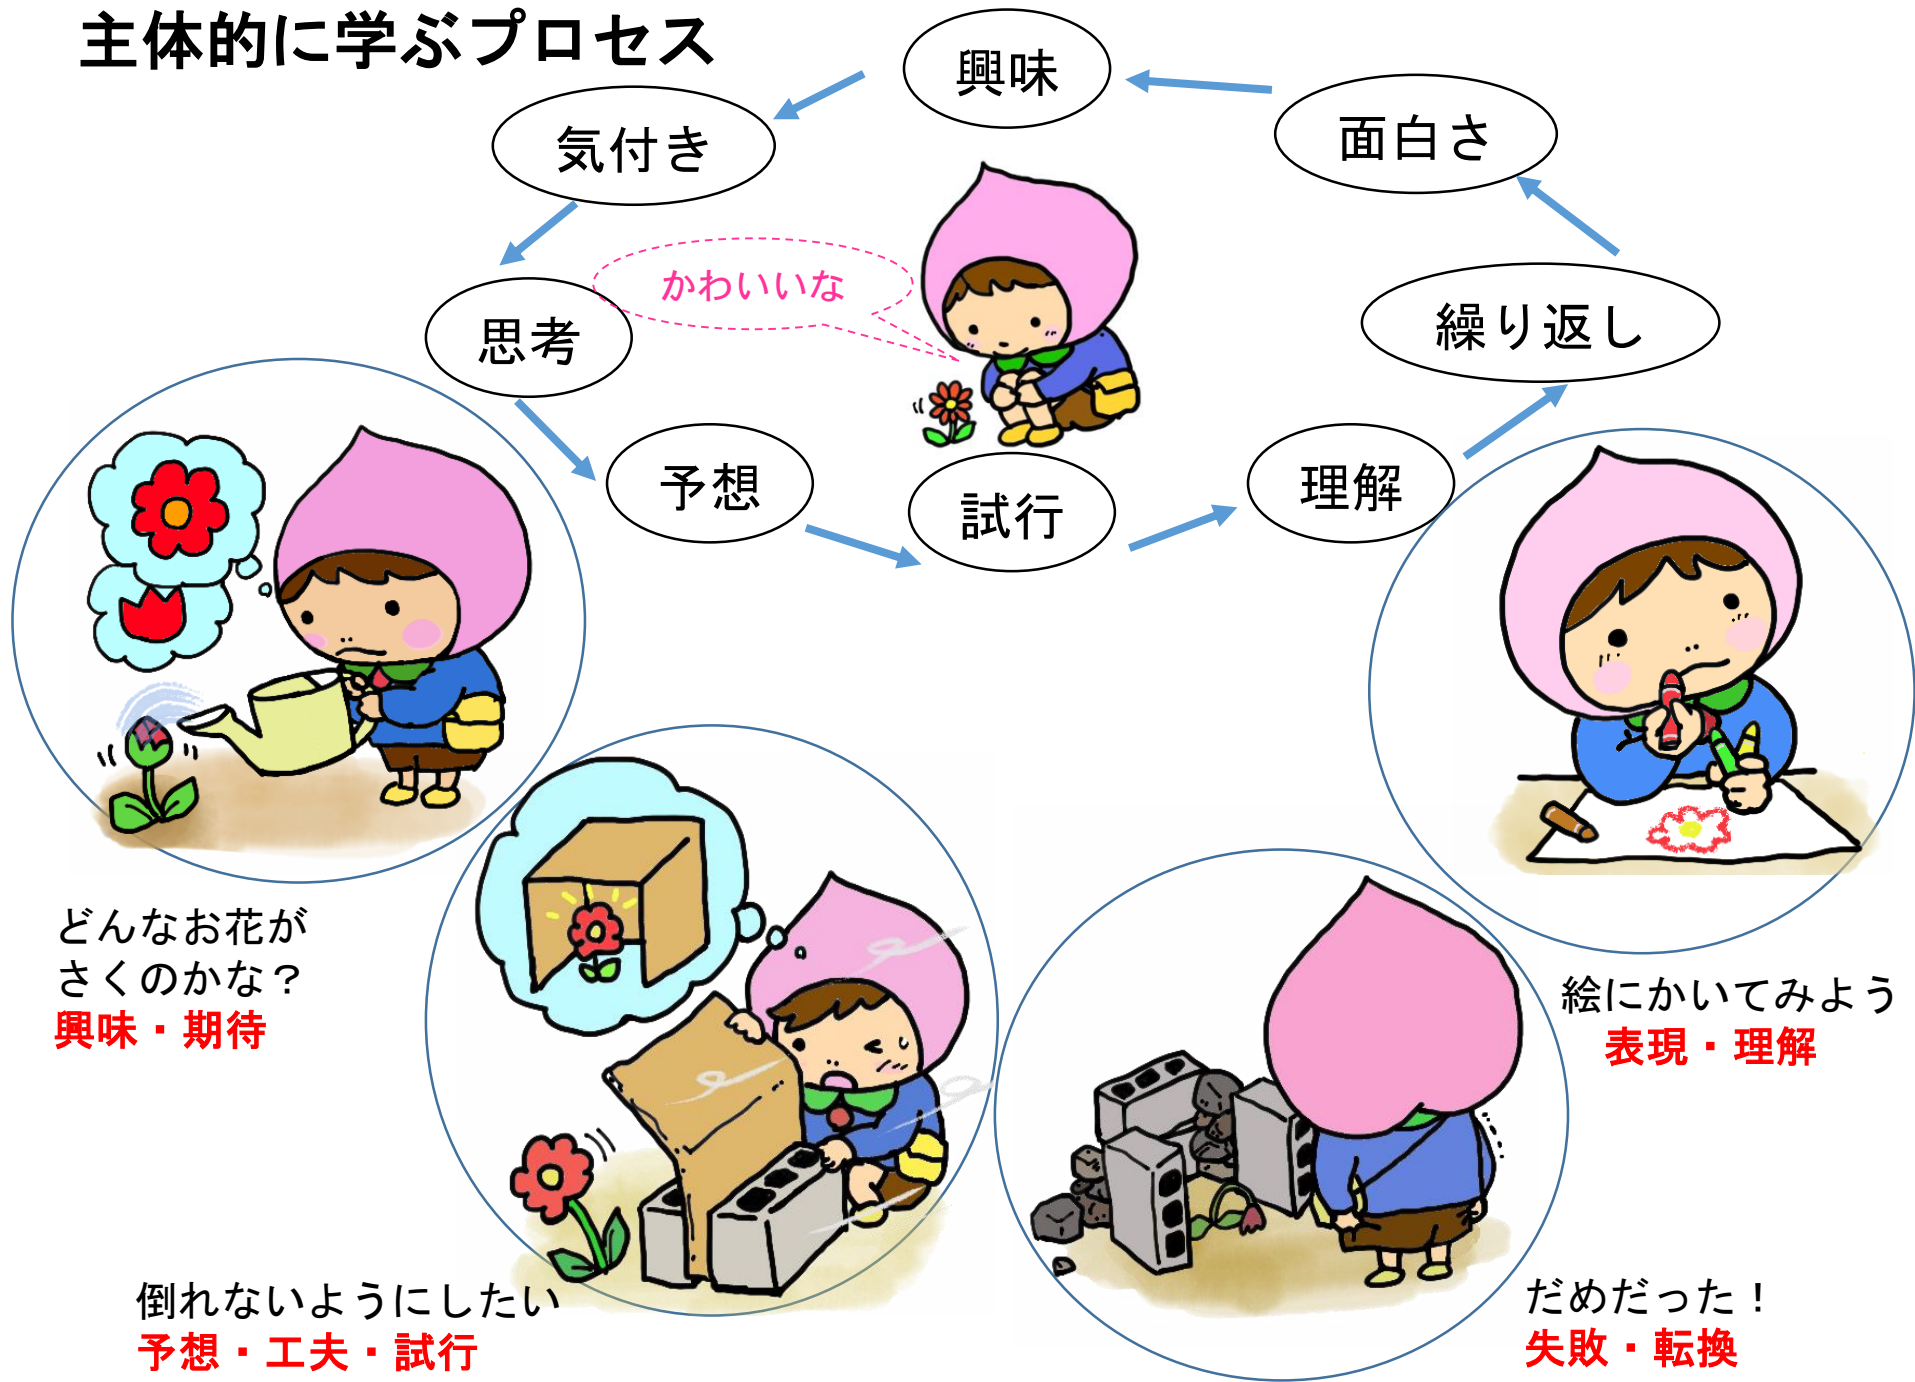 主体的に学ぶプロセス
興味
気付き
面白さ
かわいいな
思考
繰り返し
予想
試行
理解
どんなお花が
さくのかな？
興味・期待
絵にかいてみよう
表現・理解
倒れないようにしたい
予想・工夫・試行
だめだった！
失敗・転換